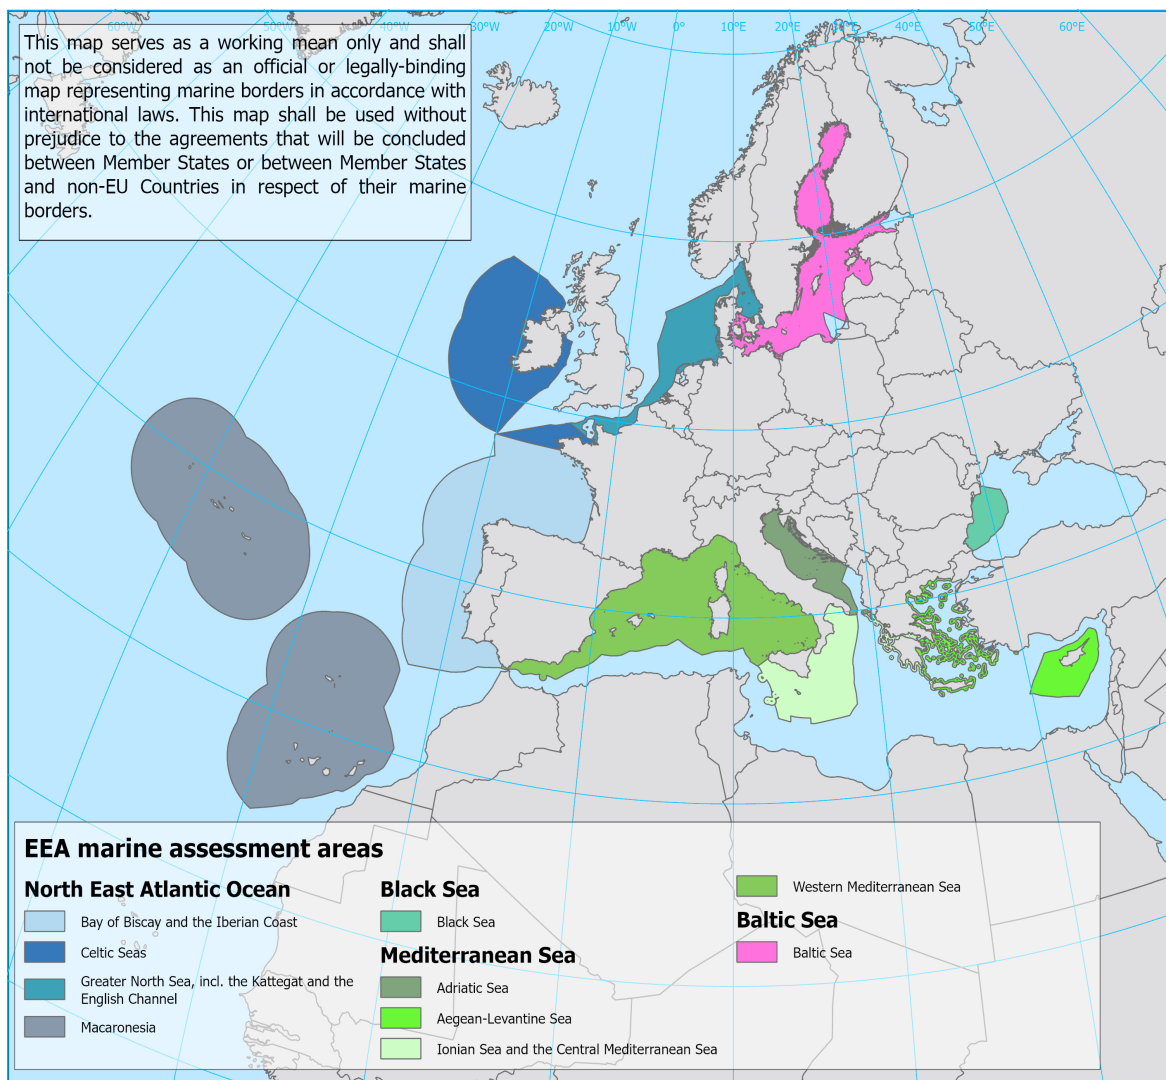 60°W 50°W 40°W 30°W 20°W 10°W 0° 10°E 20°E 30°E 40°E 50°E 60°E
This map serves as a working mean only and shall
not be considered as an official or legally-binding
map representing marine borders in accordance with
international laws. This map shall be used without
prejudice to the agreements that will be concluded
between Member States or between Member States
and non-EU Countries in respect of their marine
borders.
EEA marine assessment areas
North East Atlantic Ocean
Bay of Biscay and the Iberian Coast
Celtic Seas
Greater North Sea, incl. the Kattegat and the
English Channel
Macaronesia
Black Sea
Black Sea
Mediterranean Sea
Adriatic Sea
Aegean-Levantine Sea
Ionian Sea and the Central Mediterranean Sea
Western Mediterranean Sea
Baltic Sea
Baltic Sea